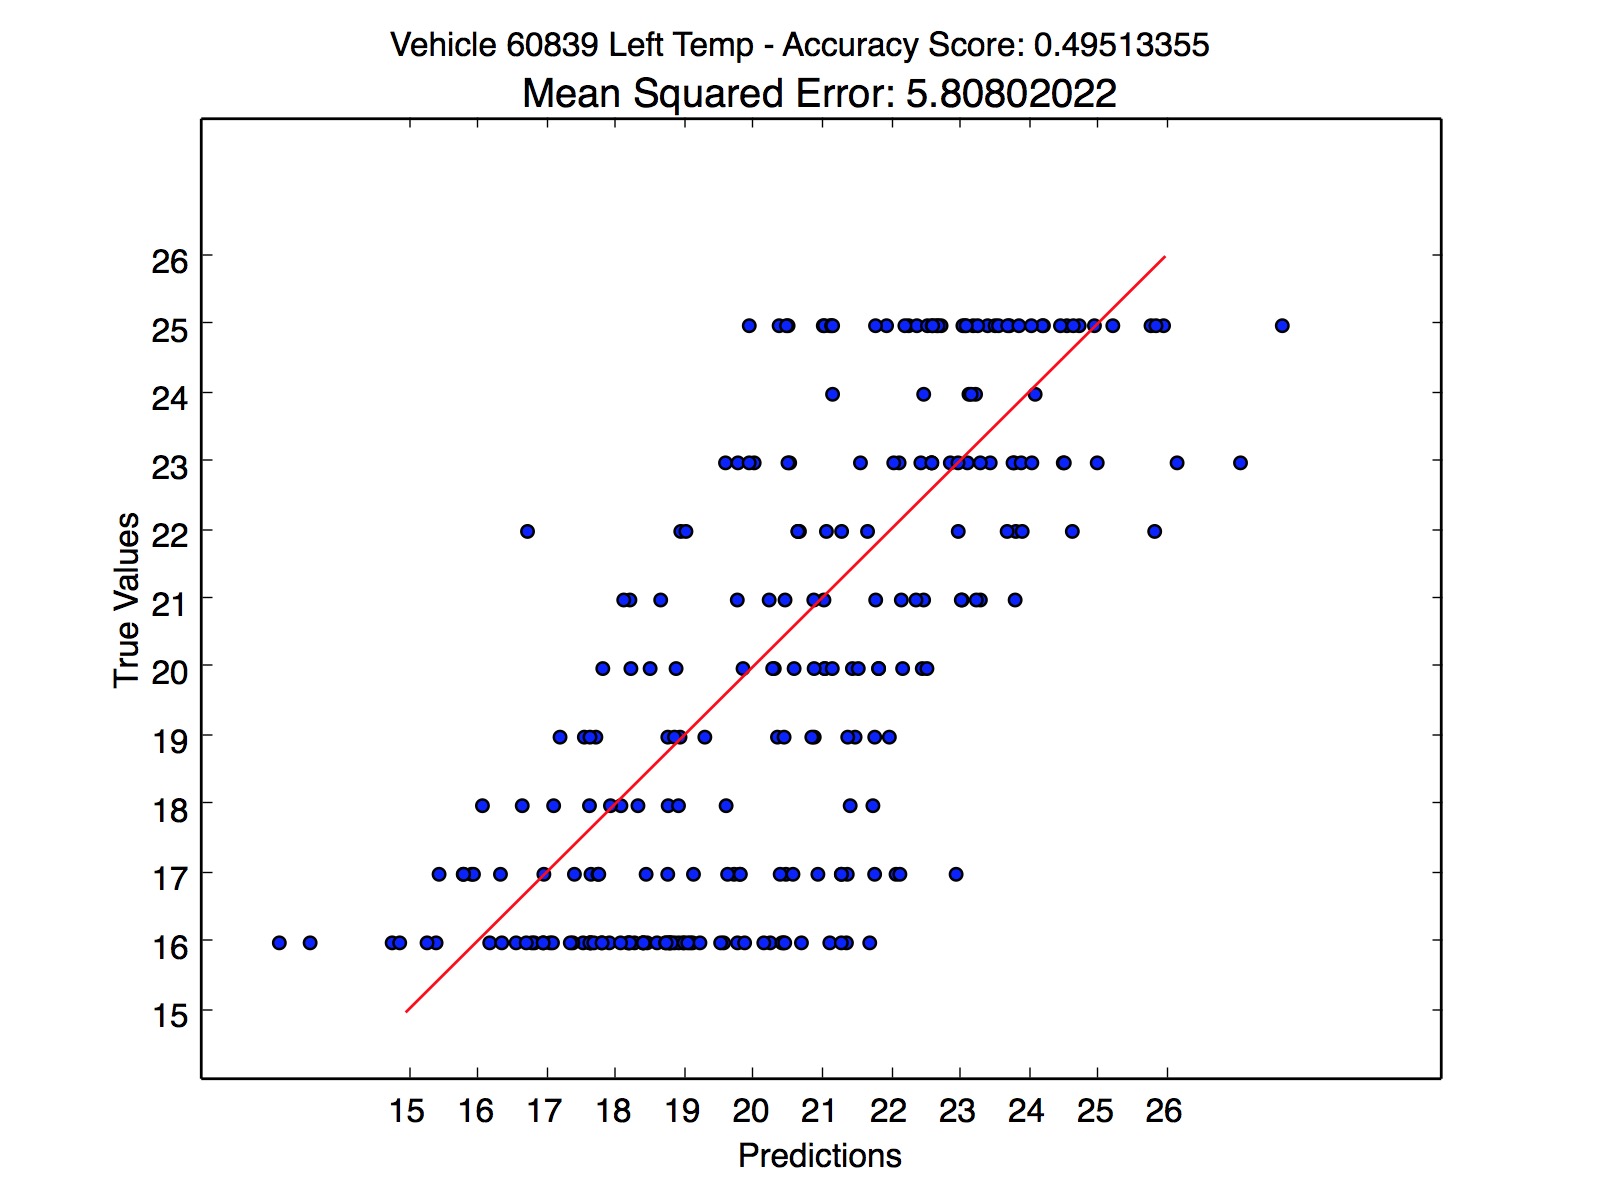 Vehicle 60839 Left Temp - Accuracy Score: 0.49513355
Mean Squared Error: 5.80802022
26
25
24
23
22
21
20
19
18
17
16
15
True Values
15 16 17 18 19 20 21 22 23 24 25 26
Predictions